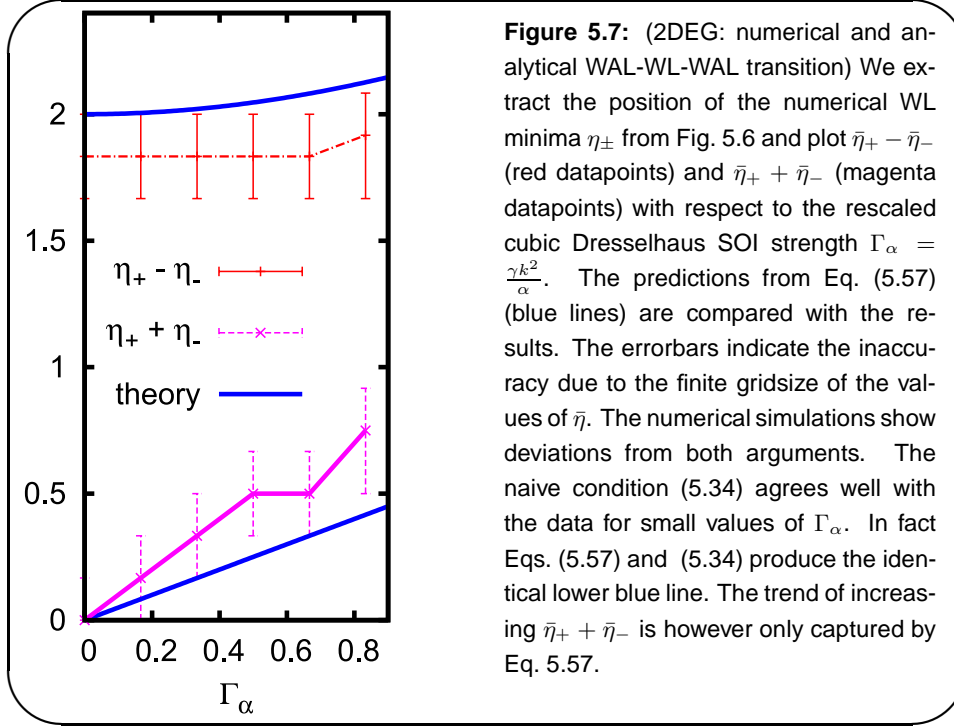 2
1.5
1
0.5
0
0 0.2 0.4 0.6 0.8
Γα
η+ - η-
η+ + η-
theory
Figure 5.7: (2DEG: numerical and an-
alytical WAL-WL-WAL transition) We ex-
tract the position of the numerical WL
minima η± from Fig. 5.6 and plot η̄+ − η̄−
(red datapoints) and η̄+ + η̄− (magenta
datapoints) with respect to the rescaled
cubic Dresselhaus SOI strength Γα =
γk²/α. The predictions from Eq. (5.57)
(blue lines) are compared with the re-
sults. The errorbars indicate the inaccu-
racy due to the finite gridsize of the val-
ues of η̄. The numerical simulations show
deviations from both arguments. The
naive condition (5.34) agrees well with
the data for small values of Γα. In fact
Eqs. (5.57) and (5.34) produce the iden-
tical lower blue line. The trend of increas-
ing η̄+ + η̄− is however only captured by
Eq. 5.57.